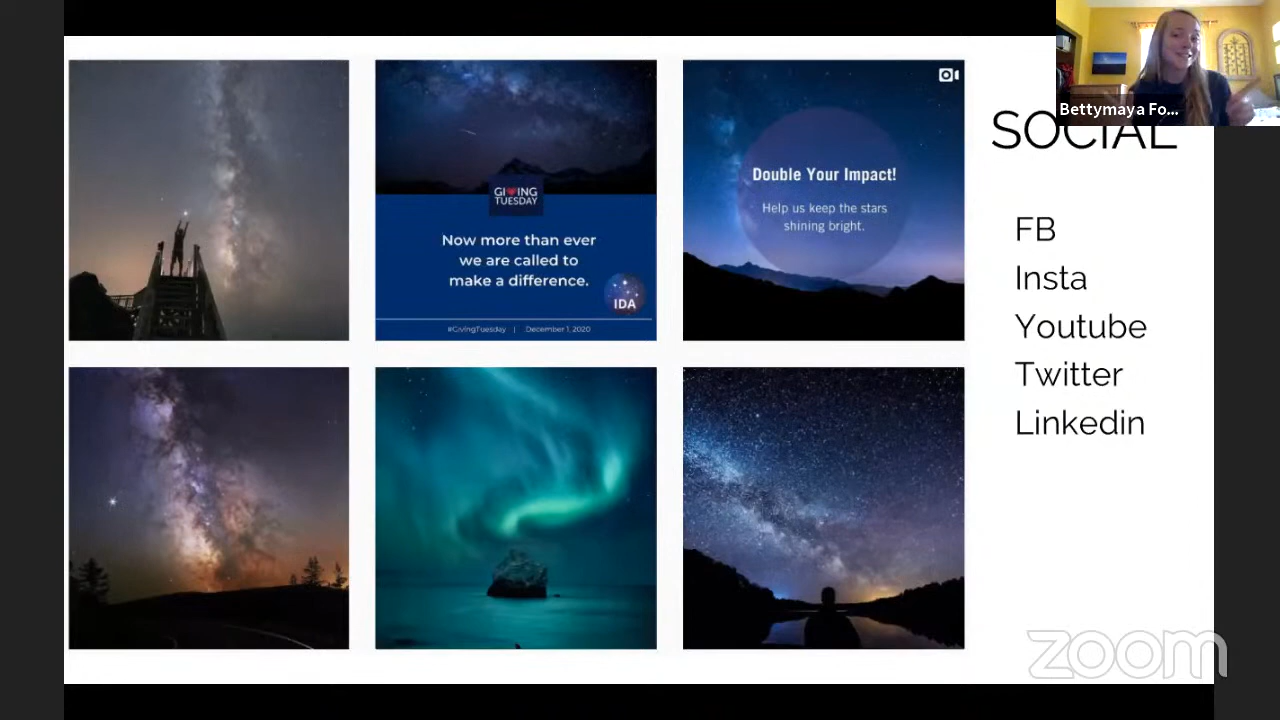 Bettymaya Fo...
SOCIAL
GIVING
TUESDAY
Now more than ever
we are called to
make a difference.
IDA
#GivingTuesday | December 1, 2020
Double Your Impact!
Help us keep the stars
shining bright.
FB
Insta
Youtube
Twitter
Linkedin
zoom